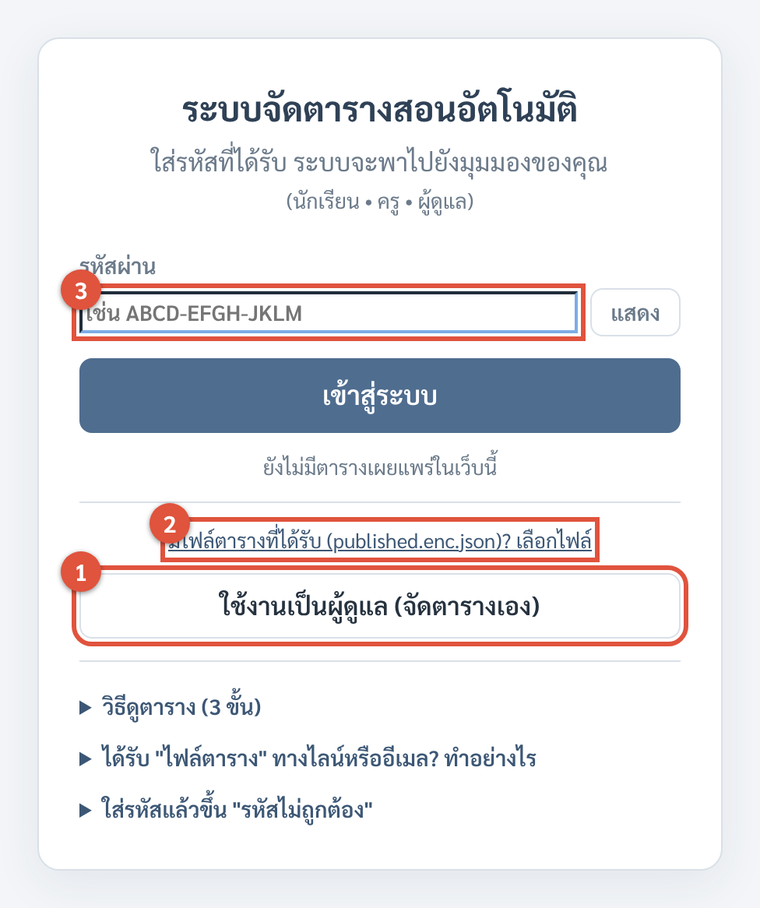 ระบบจัดตารางสอนอัตโนมัติ
ใส่รหัสที่ได้รับ ระบบจะพาไปยังมุมมองของคุณ
(นักเรียน • ครู • ผู้ดูแล)
รหัสผ่าน
3
เช่น ABCD-EFGH-JKLM
แสดง
เข้าสู่ระบบ
ยังไม่มีตารางเผยแพร่ในเว็บนี้
2
มีไฟล์ตารางที่ได้รับ (published.enc.json)? เลือกไฟล์
1
ใช้งานเป็นผู้ดูแล (จัดตารางเอง)
▶ วิธีดูตาราง (3 ขั้น)
▶ ได้รับ "ไฟล์ตาราง" ทางไลน์หรืออีเมล? ทำอย่างไร
▶ ใส่รหัสแล้วขึ้น "รหัสไม่ถูกต้อง"